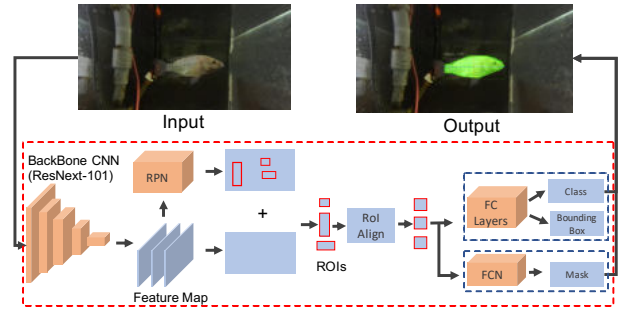 Input
Output
BackBone CNN
(ResNext-101)
RPN
+
Feature Map
ROIs
RoI
Align
FC
Layers
Class
Bounding
Box
FCN
Mask